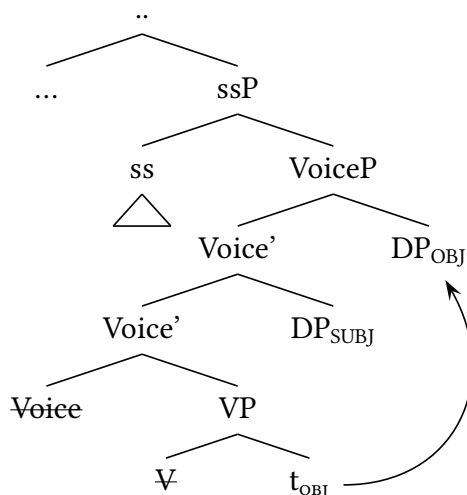 ..
... ssP
ss VoiceP
Voice’ DP_OBJ
Voice’ DP_SUBJ
Voice VP
V t_OBJ